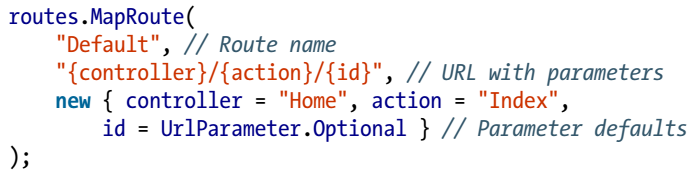 routes.MapRoute(
    "Default", // Route name
    "{controller}/{action}/{id}", // URL with parameters
    new { controller = "Home", action = "Index",
        id = UrlParameter.Optional } // Parameter defaults
);